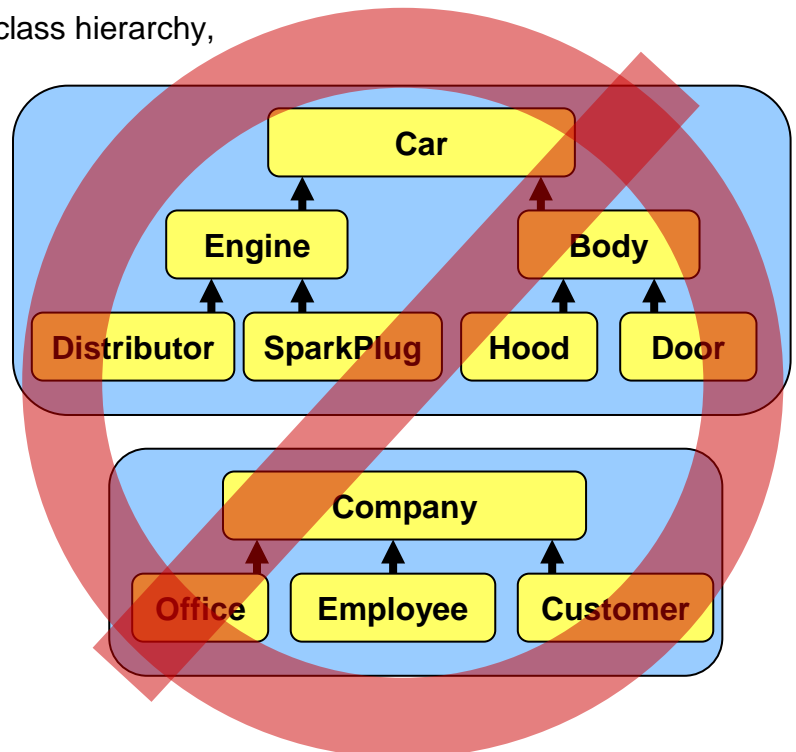 class hierarchy,
Car
Engine Body
Distributor SparkPlug Hood Door
Company
Office Employee Customer